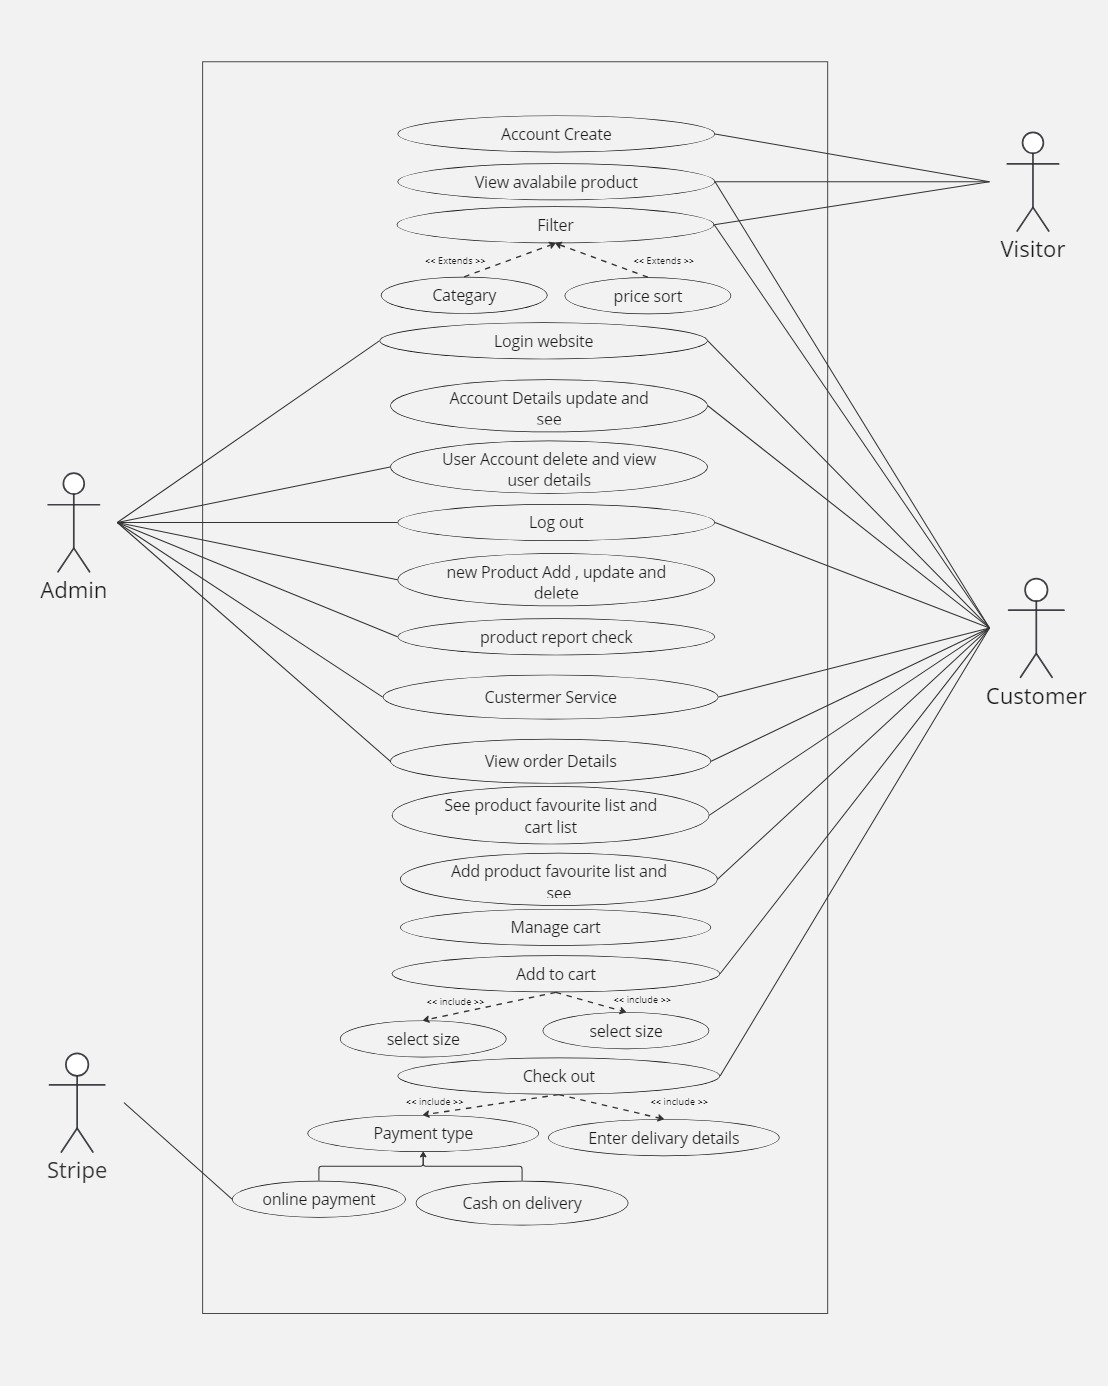 Account Create
View avalabile product
Visitor
Filter
<< Extends >>
<< Extends >>
Categary
price sort
Login website
Account Details update and
see
User Account delete and view
user details
Log out
Admin
new Product Add , update and
delete
product report check
Customer
Custermer Service
View order Details
See product favourite list and
cart list
Add product favourite list and
see
Manage cart
Add to cart
<< include >>
<< include >>
select size
select size
Check out
<< include >>
<< include >>
Payment type
Enter delivary details
Stripe
online payment
Cash on delivery